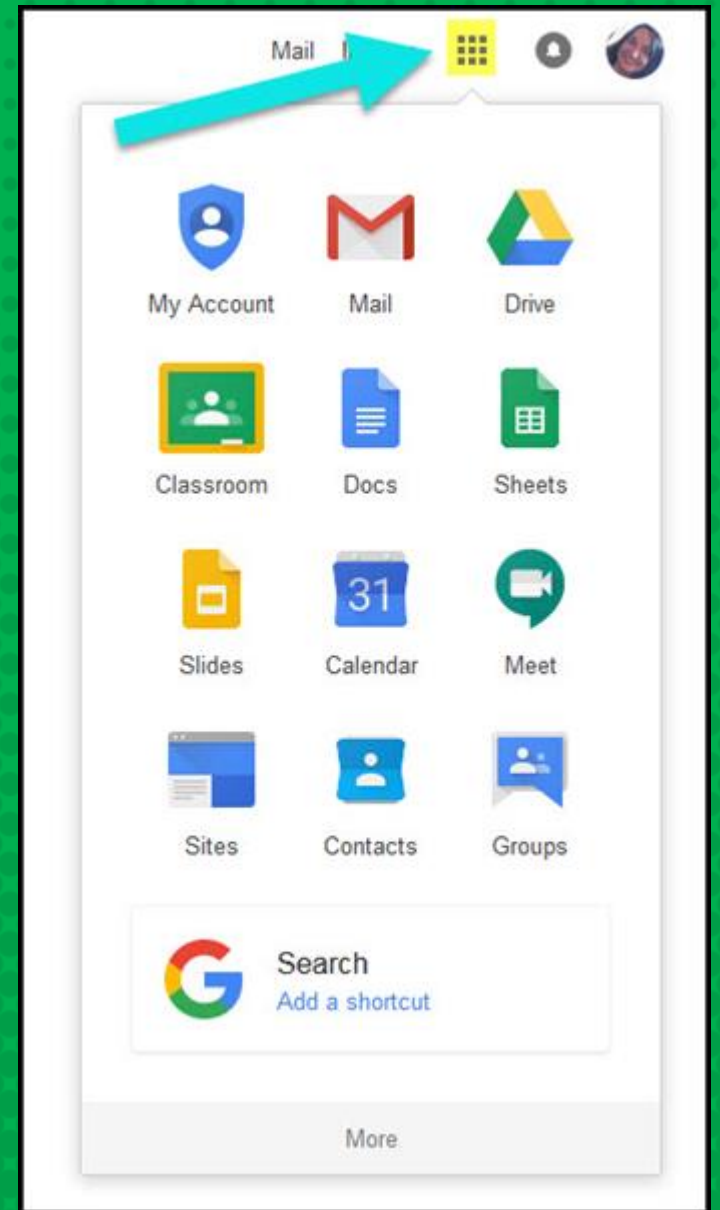 Mail
My Account Mail Drive
Classroom Docs Sheets
31
Slides Calendar Meet
Sites Contacts Groups
G
Search
Add a shortcut
More